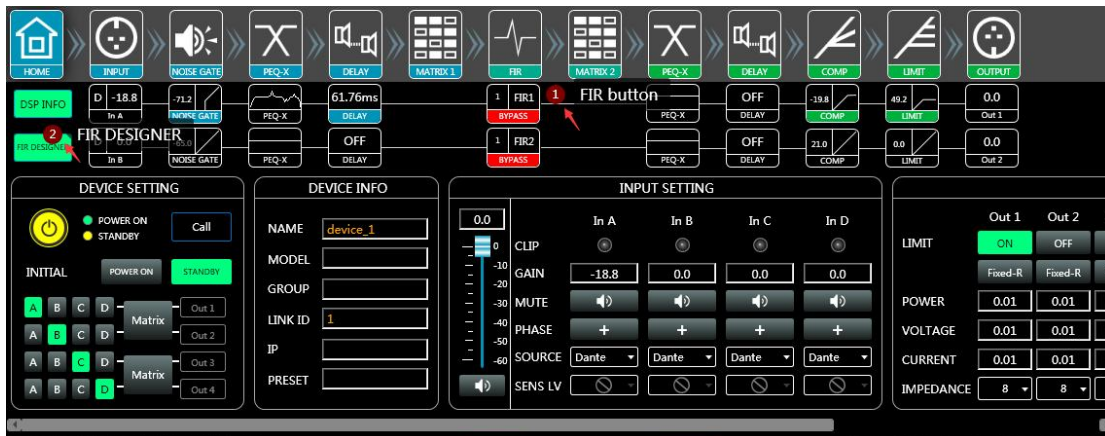 HOME INPUT NOISE GATE PEQ-X DELAY MATRIX 1 FIR MATRIX 2 PEQ-X DELAY COMP LIMIT OUTPUT
DSP INFO D -18.8 -71.2 61.76ms 1 FIR1 1 FIR button OFF -19.8 49.2 0.0
In A NOISE GATE PEQ-X DELAY BYPASS PEQ-X DELAY COMP LIMIT Out 1
2 FIR DESIGNER
FIR DESIGNER D 0.0 -65.0 OFF 1 FIR2 OFF 21.0 0.0 0.0
In B NOISE GATE PEQ-X DELAY BYPASS PEQ-X DELAY COMP LIMIT Out 2
DEVICE SETTING
POWER ON
STANDBY
Call
INITIAL POWER ON STANDBY
A B C D Matrix Out 1
A B C D Out 2
A B C D Matrix Out 3
A B C D Out 4
DEVICE INFO
NAME device_1
MODEL
GROUP
LINK ID 1
IP
PRESET
INPUT SETTING
0.0
0
-10
-20
-30
-40
-50
-60
In A In B In C In D
CLIP
GAIN -18.8 0.0 0.0 0.0
MUTE
PHASE + + + +
SOURCE Dante Dante Dante Dante
SENS LV
Out 1 Out 2
LIMIT ON OFF
Fixed-R Fixed-R
POWER 0.01 0.01
VOLTAGE 0.01 0.01
CURRENT 0.01 0.01
IMPEDANCE 8 8